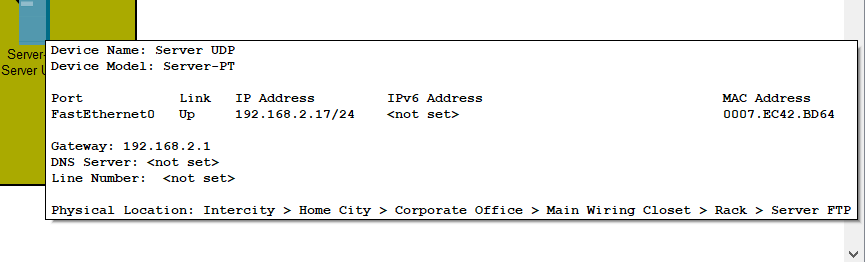 Server-
Server U
Device Name: Server UDP
Device Model: Server-PT
Port Link IP Address IPv6 Address MAC Address
FastEthernet0 Up 192.168.2.17/24 <not set> 0007.EC42.BD64
Gateway: 192.168.2.1
DNS Server: <not set>
Line Number: <not set>
Physical Location: Intercity > Home City > Corporate Office > Main Wiring Closet > Rack > Server FTP